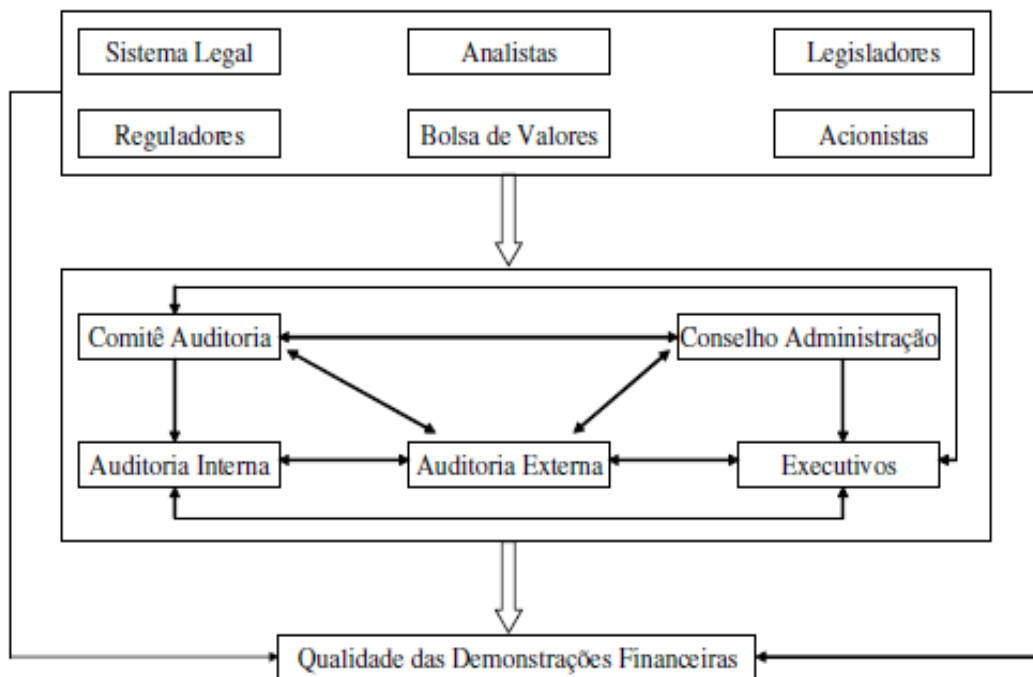 Sistema Legal
Analistas
Legisladores
Reguladores
Bolsa de Valores
Acionistas
Comitê Auditoria
Conselho Administração
Auditoria Interna
Auditoria Externa
Executivos
Qualidade das Demonstrações Financeiras